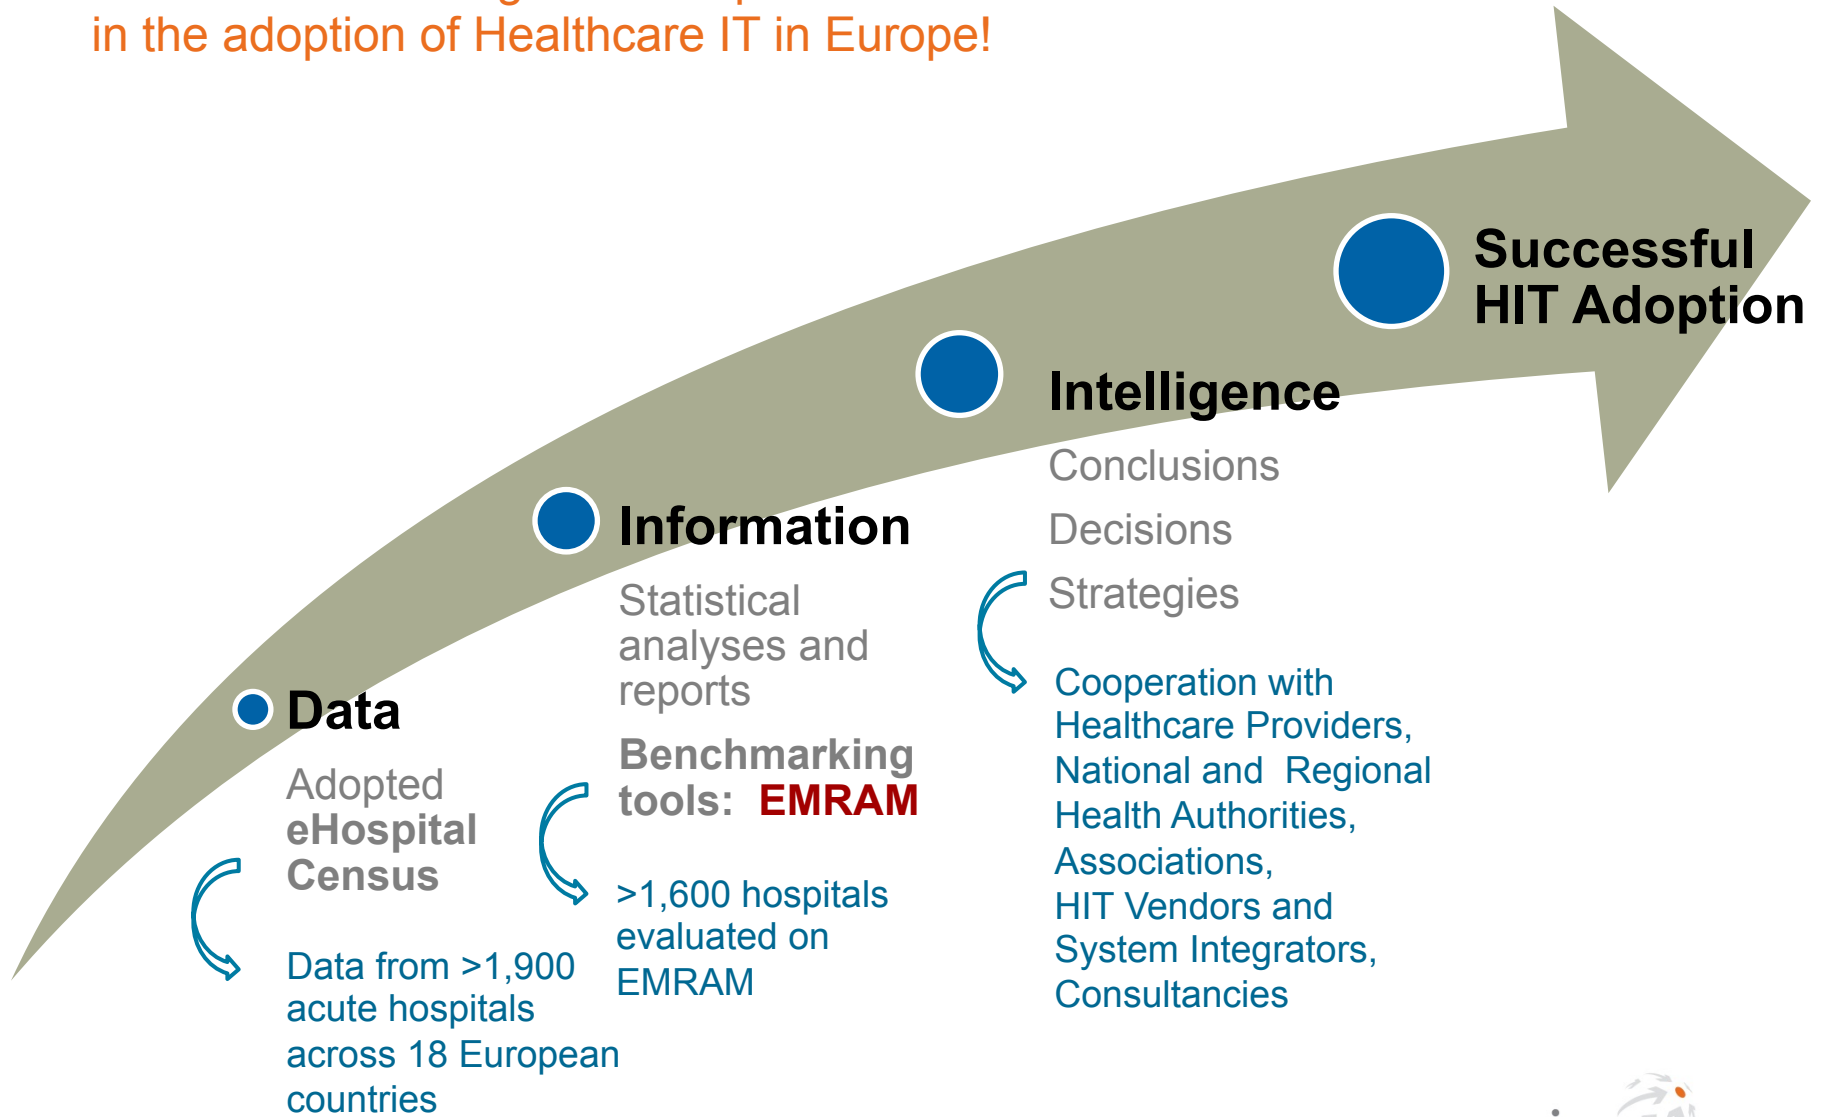 in the adoption of Healthcare IT in Europe!
Successful
HIT Adoption
Intelligence
Conclusions
Decisions
Strategies
Cooperation with
Healthcare Providers,
National and Regional
Health Authorities,
Associations,
HIT Vendors and
System Integrators,
Consultancies
Information
Statistical
analyses and
reports
Benchmarking
tools: EMRAM
>1,600 hospitals
evaluated on
EMRAM
Data
Adopted
eHospital
Census
Data from >1,900
acute hospitals
across 18 European
countries